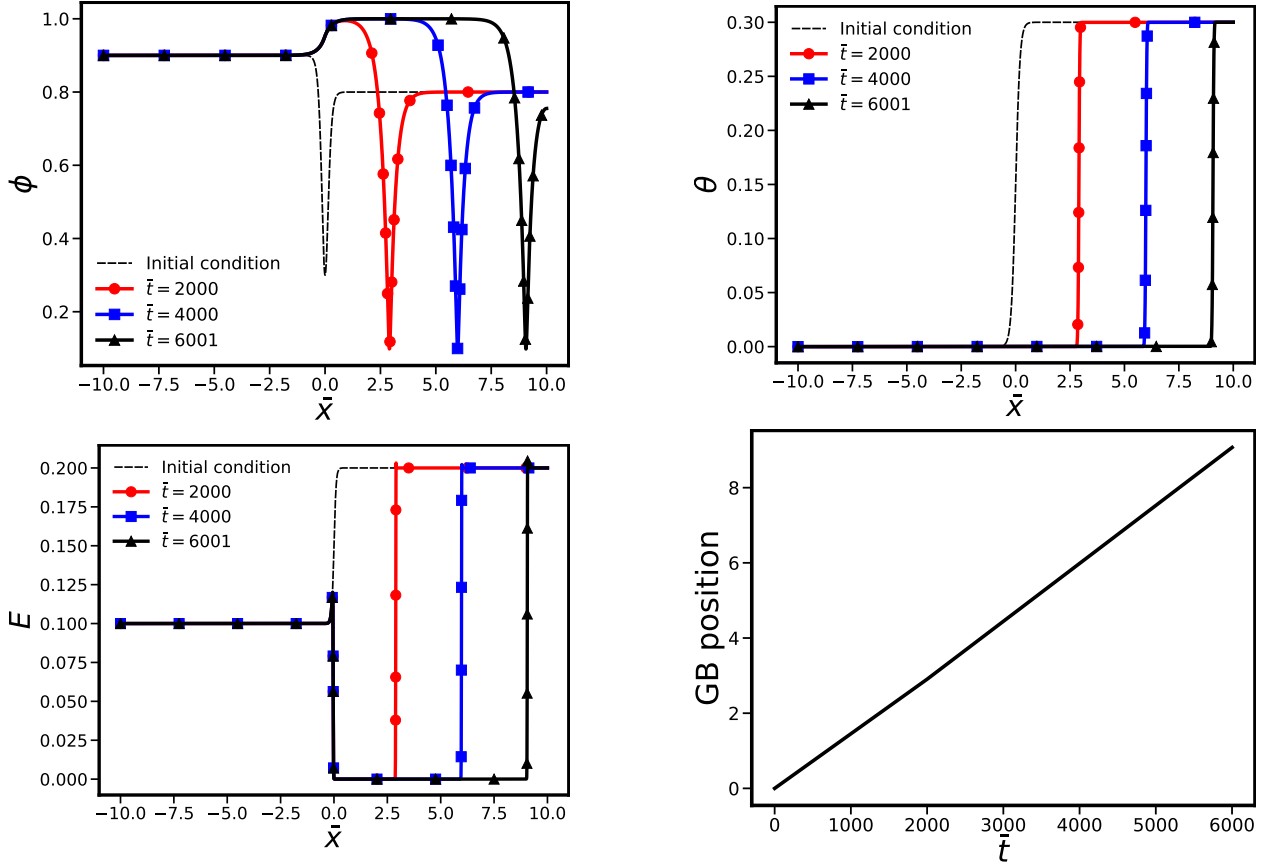 1.0
0.8
0.6
0.4
0.2
ϕ
Initial condition
t̄ = 2000
t̄ = 4000
t̄ = 6001
−10.0 −7.5 −5.0 −2.5 0.0 2.5 5.0 7.5 10.0
x̄
0.30
0.25
0.20
0.15
0.10
0.05
0.00
θ
Initial condition
t̄ = 2000
t̄ = 4000
t̄ = 6001
−10.0 −7.5 −5.0 −2.5 0.0 2.5 5.0 7.5 10.0
x̄
0.200
0.175
0.150
0.125
0.100
0.075
0.050
0.025
0.000
E
Initial condition
t̄ = 2000
t̄ = 4000
t̄ = 6001
−10.0 −7.5 −5.0 −2.5 0.0 2.5 5.0 7.5 10.0
x̄
8
6
4
2
0
GB position
0 1000 2000 3000 4000 5000 6000
t̄